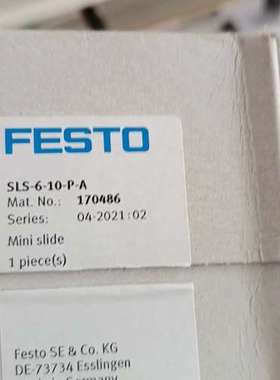 FESTO
SLS-6-10-P-A
Mat. No.: 170486
Series: 04-2021:02
Mini slide
1 piece(s)
Festo SE & Co. KG
DE-73734 Esslingen